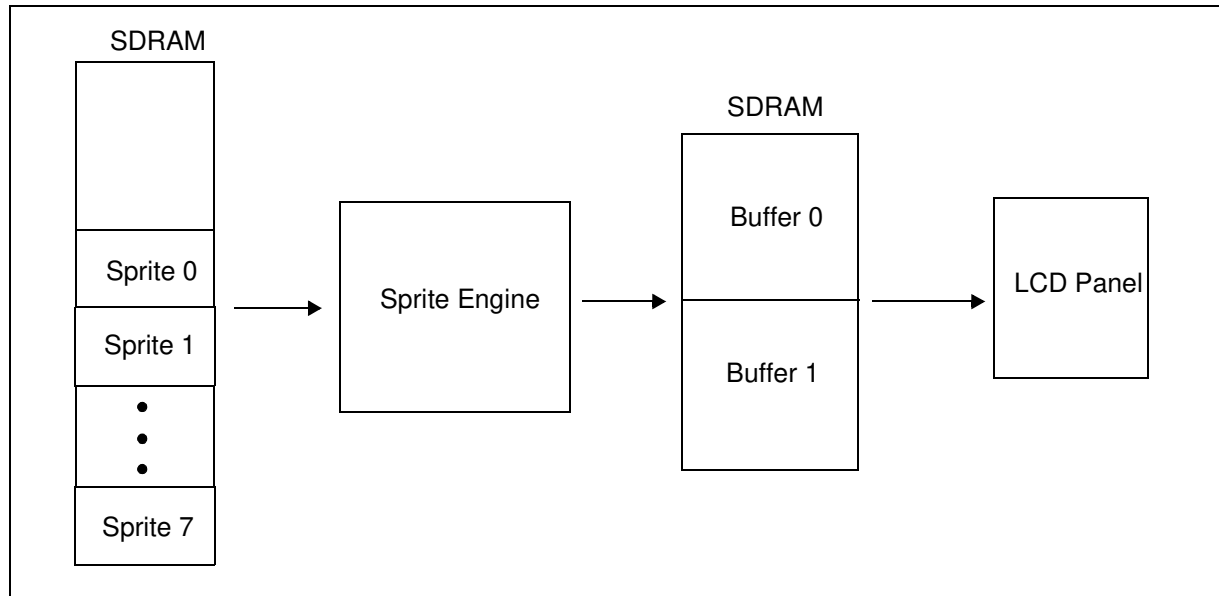 SDRAM
Sprite 0
Sprite 1
Sprite 7
Sprite Engine
SDRAM
Buffer 0
Buffer 1
LCD Panel